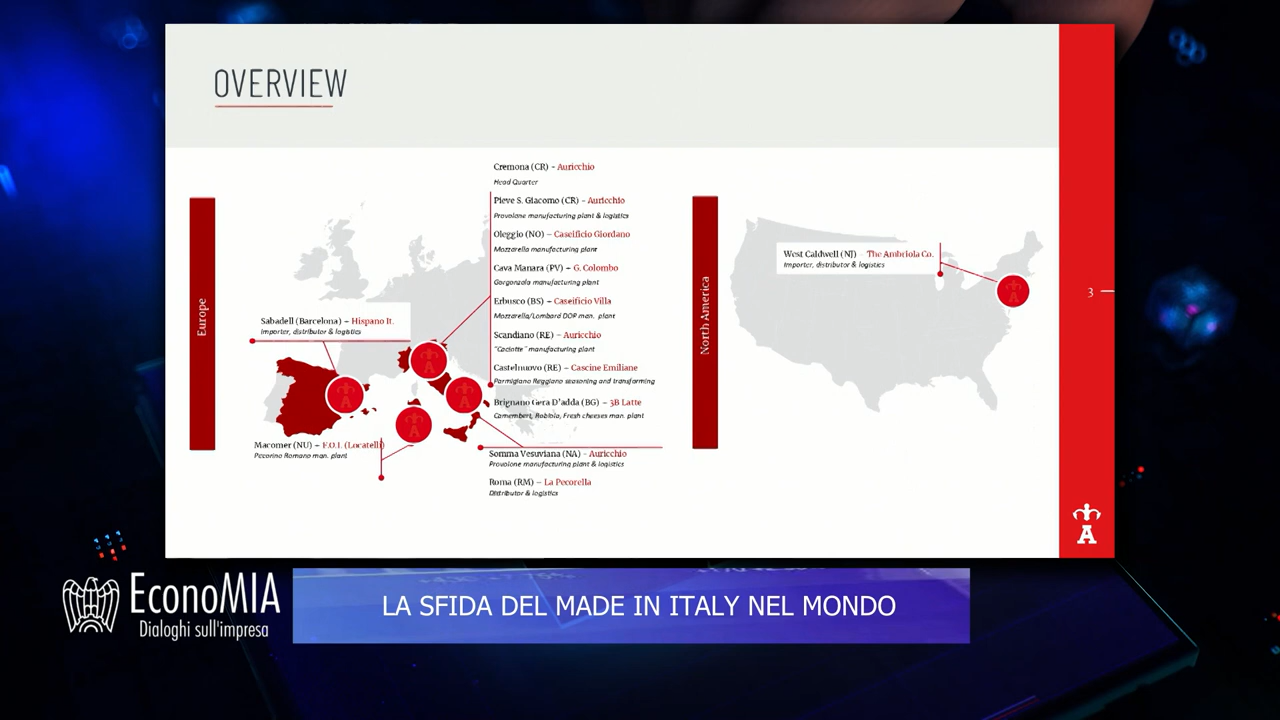 OVERVIEW
Europe
Cremona (CR) - Auricchio
Head Quarter
Pieve S. Giacomo (CR) - Auricchio
Provolone manufacturing plant & logistics
Oleggio (NO) – Caseificio Giordano
Mozzarella manufacturing plant
Cava Manara (PV) – G. Colombo
Gorgonzola manufacturing plant
Erbusco (BS) – Caseificio Villa
Mozzarella/Lombard DOP man. plant
Scandiano (RE) – Auricchio
"Caciotte" manufacturing plant
Castelnuovo (RE) – Cascine Emiliane
Parmigiano Reggiano seasoning and transforming
Brignano Gera D'adda (BG) – 3B Latte
Camembert, Robiola, Fresh cheeses man. plant
Sabadell (Barcelona) – Hispano It.
Importer, distributor & logistics
Macomer (NU) – F.O.I. (Locatelli)
Pecorino Romano man. plant
Somma Vesuviana (NA) – Auricchio
Provolone manufacturing plant & logistics
Roma (RM) – La Pecorella
Distributor & logistics
North America
West Caldwell (NJ) – The Ambriola Co.
Importer, distributor & logistics
3
A
EconoMIA
Dialoghi sull'impresa
LA SFIDA DEL MADE IN ITALY NEL MONDO